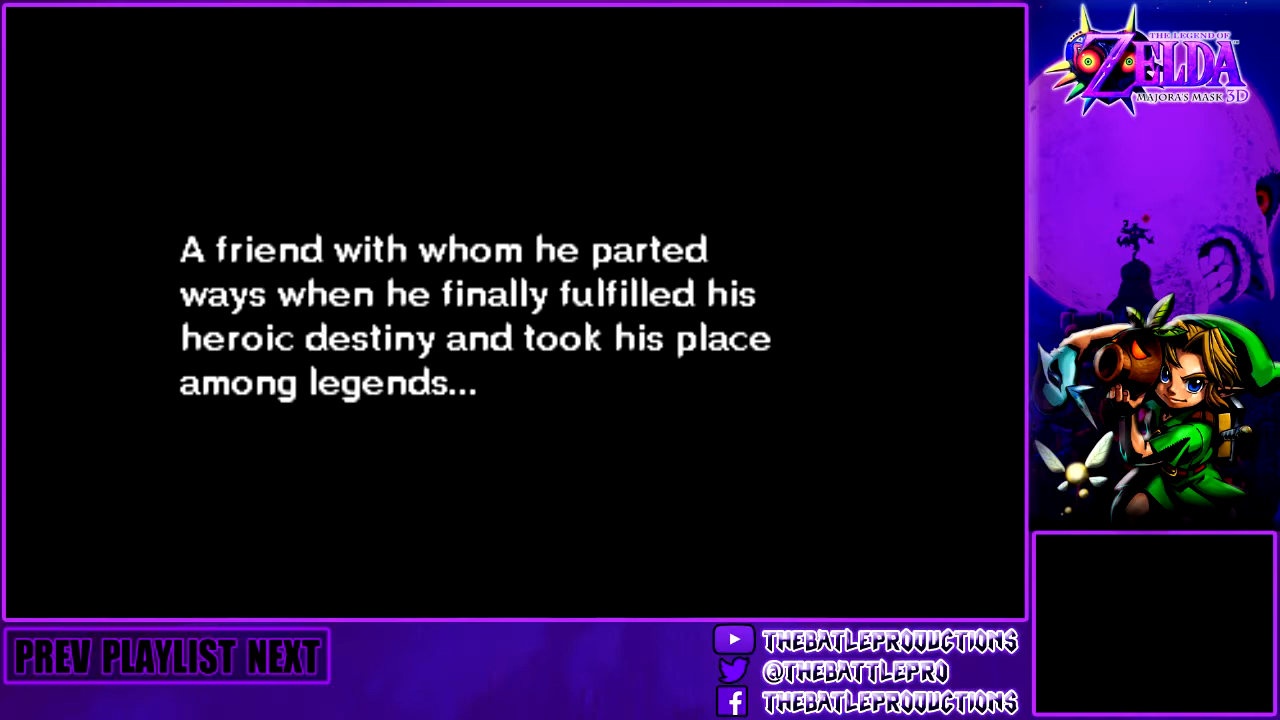 A friend with whom he parted
ways when he finally fulfilled his
heroic destiny and took his place
among legends...
THE LEGEND OF
ZELDA
MAJORA'S MASK 3D
PREV PLAYLIST NEXT
THEBATLEPRODUCTIONS
@THEBATTLEPRO
THEBATLEPRODUCTIONS